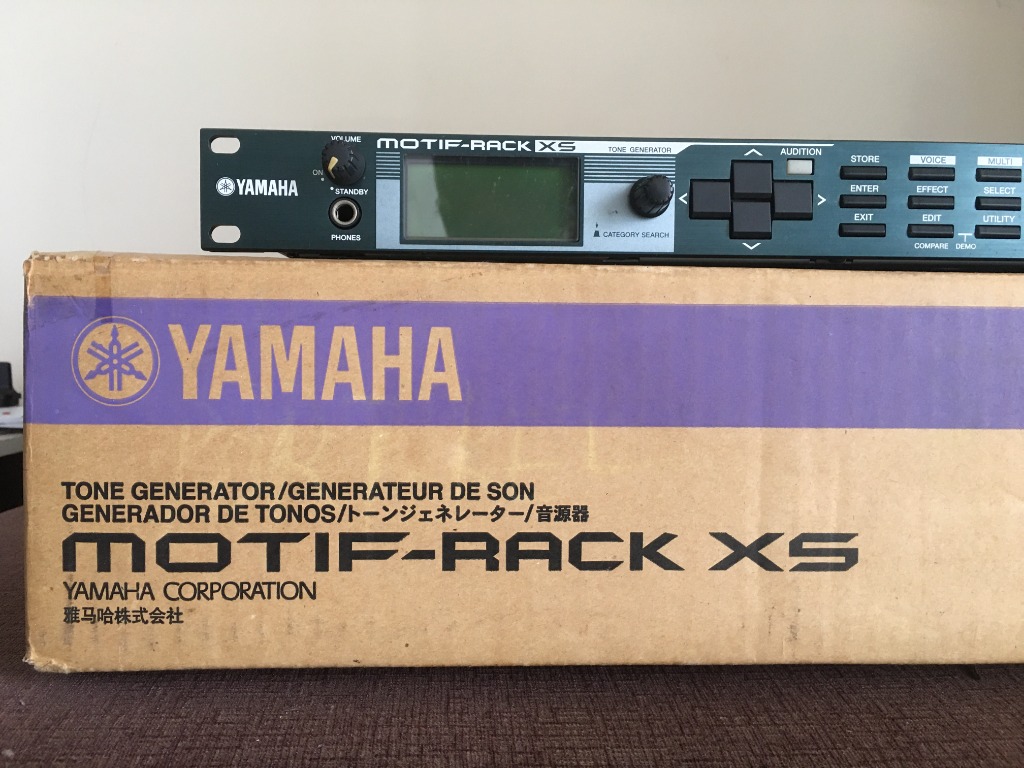 VOLUME
ON
STANDBY
PHONES
YAMAHA
MOTIF-RACK XS
TONE GENERATOR
CATEGORY SEARCH
AUDITION
STORE VOICE MULTI
ENTER EFFECT SELECT
EXIT EDIT UTILITY
COMPARE DEMO
YAMAHA
TONE GENERATOR/GENERATEUR DE SON
GENERADOR DE TONOS/トーンジェネレーター/音源器
MOTIF-RACK XS
YAMAHA CORPORATION
雅马哈株式会社